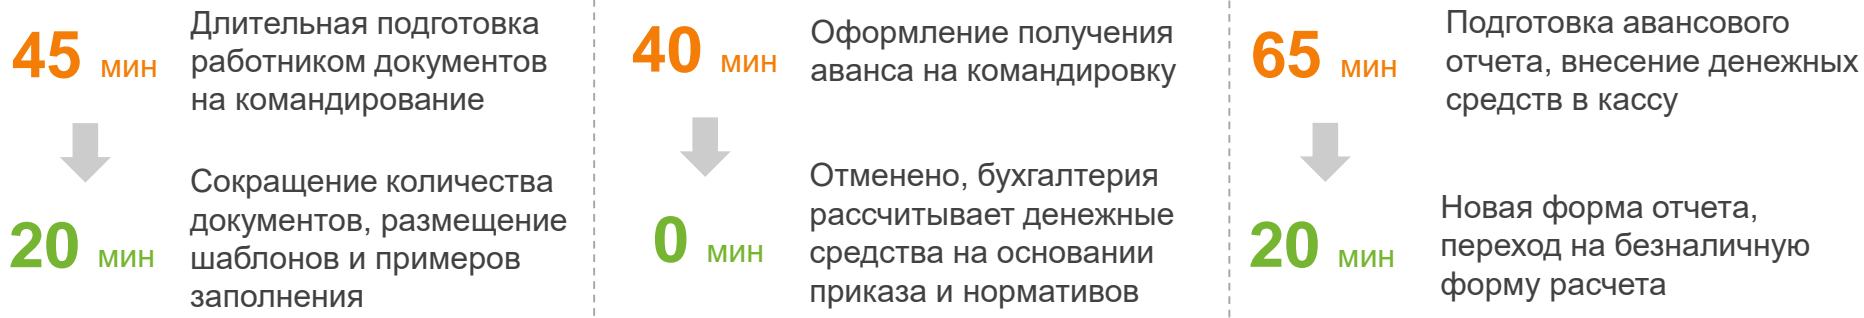 45 мин
Длительная подготовка
работником документов
на командирование
20 мин
Сокращение количества
документов, размещение
шаблонов и примеров
заполнения
40 мин
Оформление получения
аванса на командировку
0 мин
Отменено, бухгалтерия
рассчитывает денежные
средства на основании
приказа и нормативов
65 мин
Подготовка авансового
отчета, внесение денежных
средств в кассу
20 мин
Новая форма отчета,
переход на безналичную
форму расчета